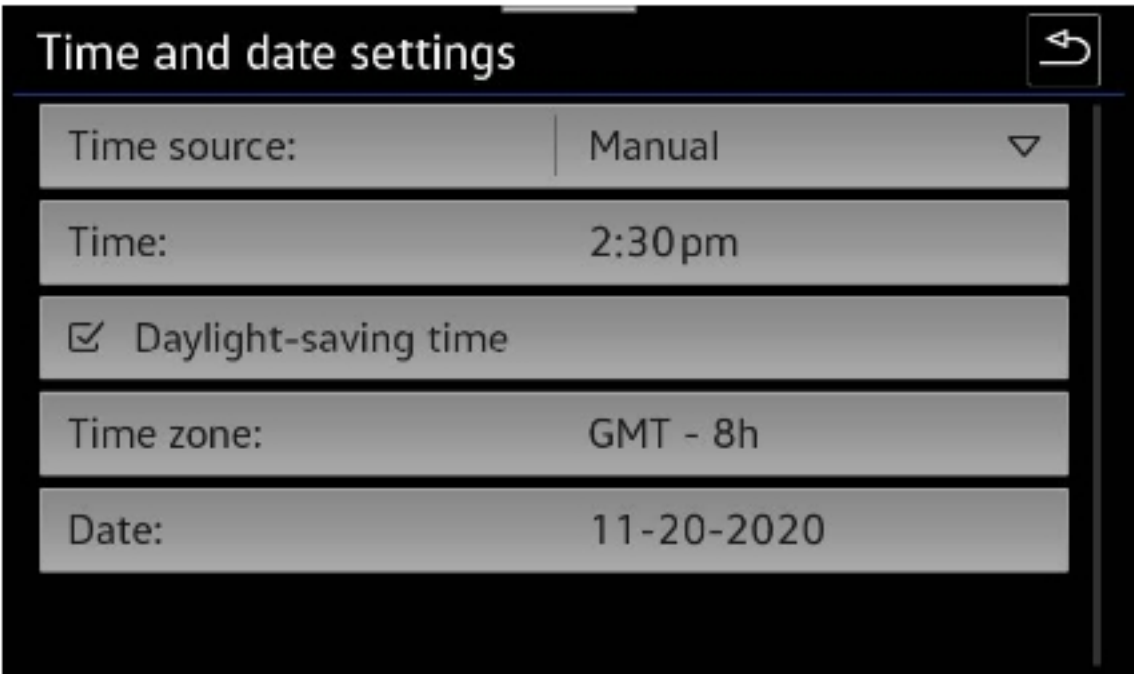 Time and date settings
Time source: Manual
Time: 2:30pm
Daylight-saving time
Time zone: GMT - 8h
Date: 11-20-2020